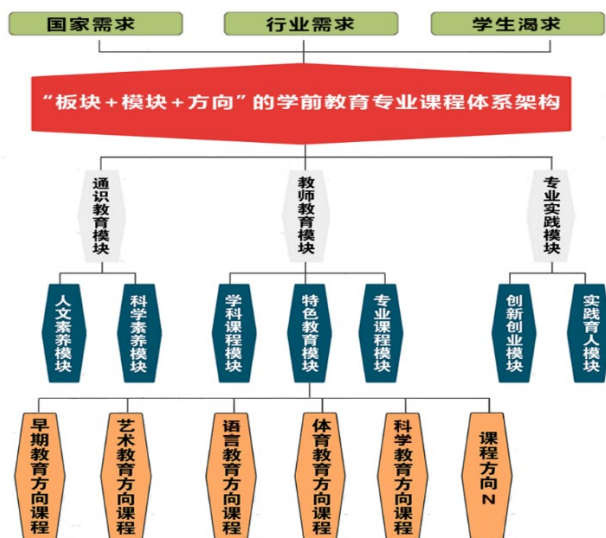 国家需求
行业需求
学生渴求
“板块+模块+方向”的学前教育专业课程体系架构
通识教育模块
教师教育模块
专业实践模块
人文素养模块
科学素养模块
学科课程模块
特色教育模块
专业课程模块
创新创业模块
实践育人模块
早期教育方向课程
艺术教育方向课程
语言教育方向课程
体育教育方向课程
科学教育方向课程
课程方向N